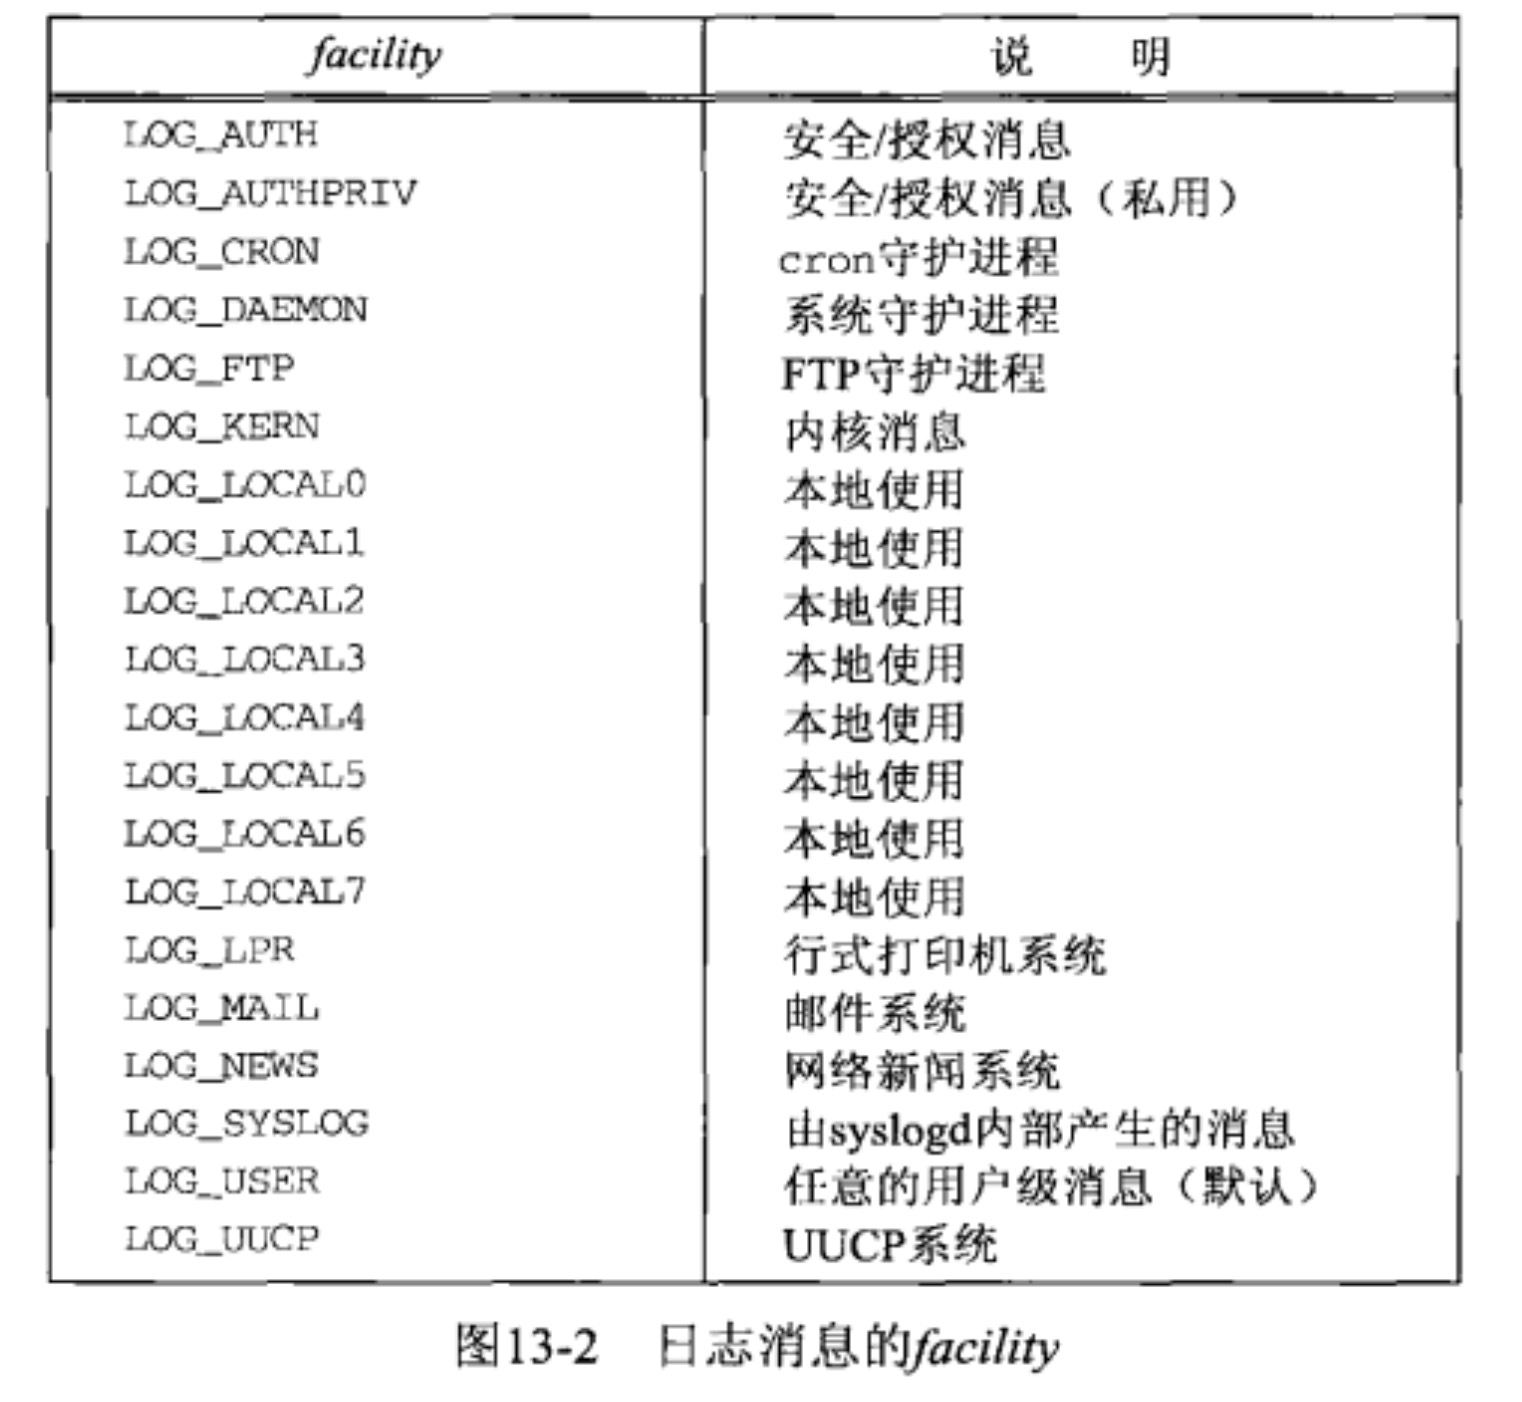 facility 说 明
LOG_AUTH 安全/授权消息
LOG_AUTHPRIV 安全/授权消息（私用）
LOG_CRON cron守护进程
LOG_DAEMON 系统守护进程
LOG_FTP FTP守护进程
LOG_KERN 内核消息
LOG_LOCAL0 本地使用
LOG_LOCAL1 本地使用
LOG_LOCAL2 本地使用
LOG_LOCAL3 本地使用
LOG_LOCAL4 本地使用
LOG_LOCAL5 本地使用
LOG_LOCAL6 本地使用
LOG_LOCAL7 本地使用
LOG_LPR 行式打印机系统
LOG_MAIL 邮件系统
LOG_NEWS 网络新闻系统
LOG_SYSLOG 由syslogd内部产生的消息
LOG_USER 任意的用户级消息（默认）
LOG_UUCP UUCP系统
图13-2 日志消息的facility